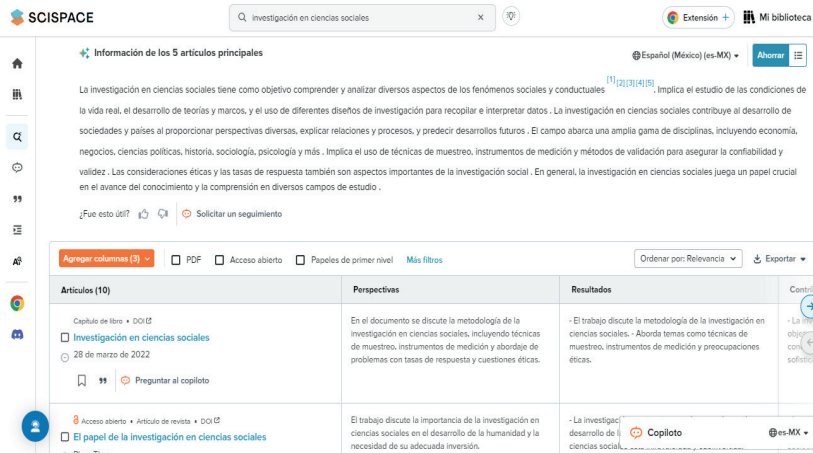 SCISPACE
investigación en ciencias sociales
Extensión +
Mi biblioteca
Información de los 5 artículos principales
Español (México) (es-MX)
Ahorrar
La investigación en ciencias sociales tiene como objetivo comprender y analizar diversos aspectos de los fenómenos sociales y conductuales [1][2][3][4][5]. Implica el estudio de las condiciones de
la vida real, el desarrollo de teorías y marcos, y el uso de diferentes diseños de investigación para recopilar e interpretar datos . La investigación en ciencias sociales contribuye al desarrollo de
sociedades y países al proporcionar perspectivas diversas, explicar relaciones y procesos, y predecir desarrollos futuros . El campo abarca una amplia gama de disciplinas, incluyendo economía,
negocios, ciencias políticas, historia, sociología, psicología y más . Implica el uso de técnicas de muestreo, instrumentos de medición y métodos de validación para asegurar la confiabilidad y
validez . Las consideraciones éticas y las tasas de respuesta también son aspectos importantes de la investigación social . En general, la investigación en ciencias sociales juega un papel crucial
en el avance del conocimiento y la comprensión en diversos campos de estudio .
¿Fue esto útil?
Solicitar un seguimiento
Agregar columnas (3)
PDF
Acceso abierto
Papeles de primer nivel
Más filtros
Ordenar por: Relevancia
Exportar
Artículos (10)
Perspectivas
Resultados
Capítulo de libro • DOI
Investigación en ciencias sociales
28 de marzo de 2022
Preguntar al copiloto
En el documento se discute la metodología de la
investigación en ciencias sociales, incluyendo técnicas
de muestreo, instrumentos de medición y abordaje de
problemas con tasas de respuesta y cuestiones éticas.
- El trabajo discute la metodología de la investigación en
ciencias sociales. - Aborda temas como técnicas de
muestreo, instrumentos de medición y preocupaciones
éticas.
Acceso abierto • Artículo de revista • DOI
El papel de la investigación en ciencias sociales
El trabajo discute la importancia de la investigación en
ciencias sociales en el desarrollo de la humanidad y la
necesidad de su adecuada inversión.
- La
desarrollo de
ciencias
Copiloto
es-MX